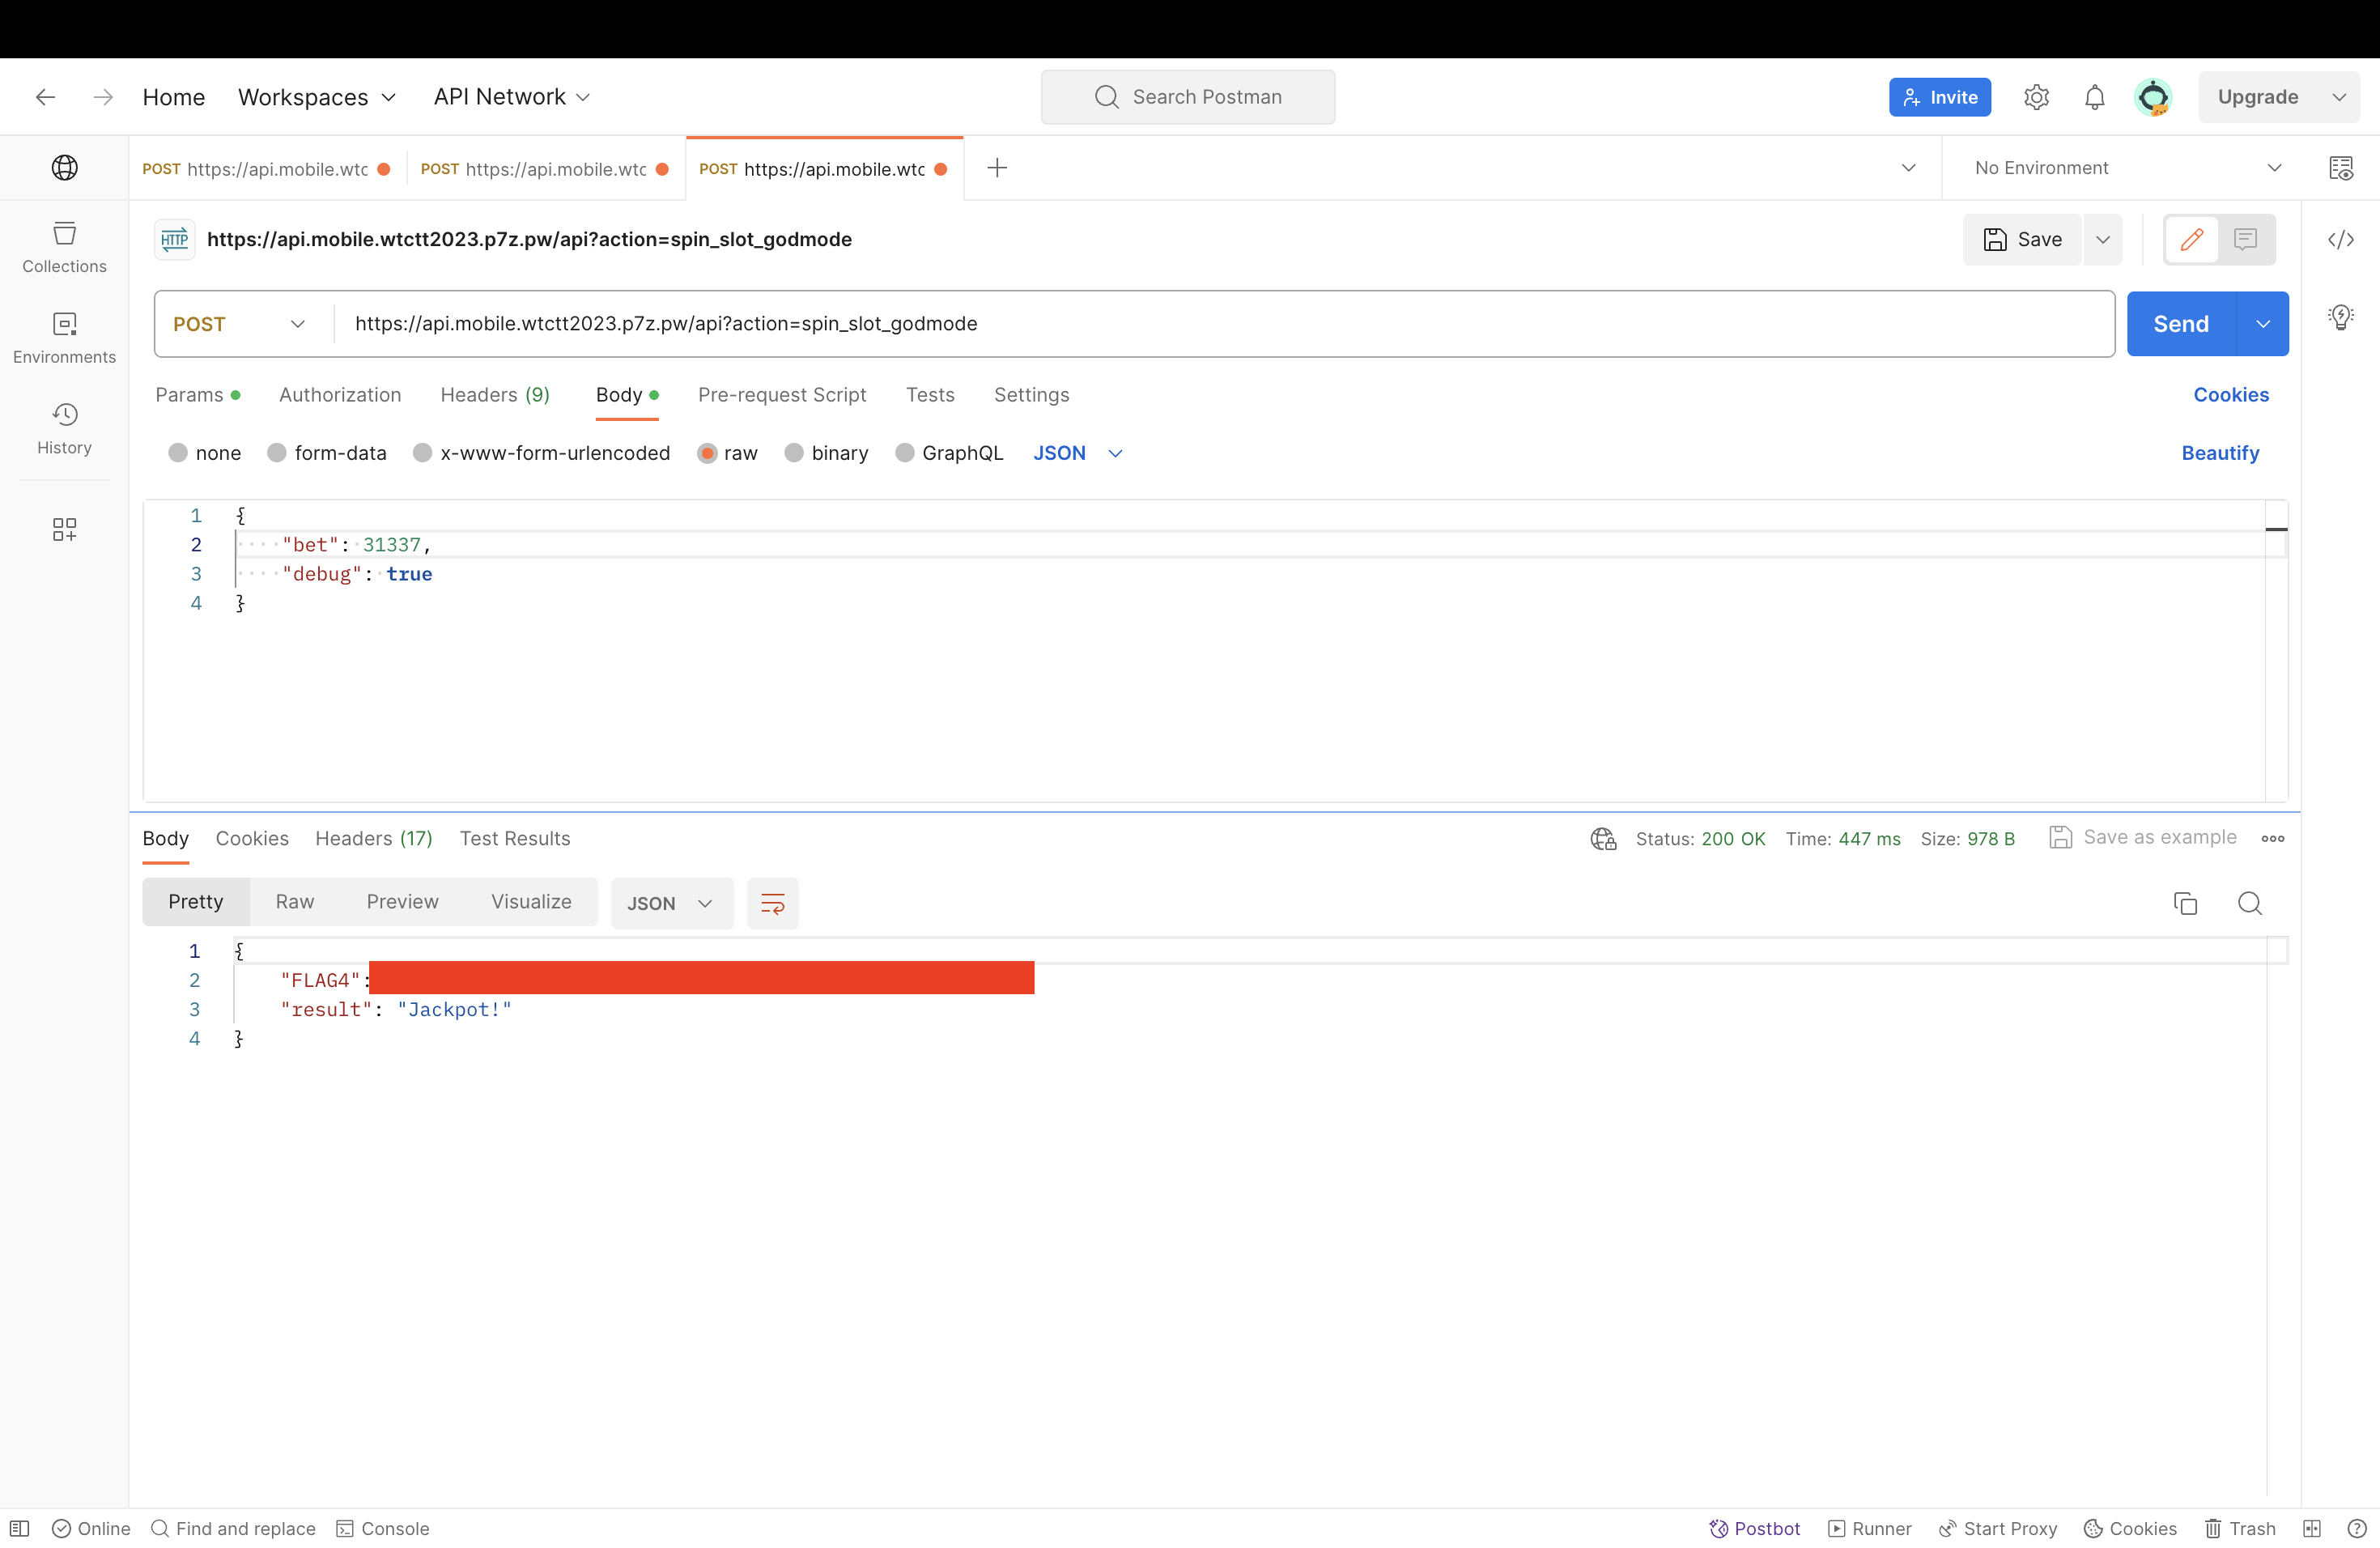 Home Workspaces API Network Search Postman Invite Upgrade
POST https://api.mobile.wtc POST https://api.mobile.wtc POST https://api.mobile.wtc No Environment
HTTP https://api.mobile.wtctt2023.p7z.pw/api?action=spin_slot_godmode Save
Collections
Environments
History
POST https://api.mobile.wtctt2023.p7z.pw/api?action=spin_slot_godmode Send
Params Authorization Headers (9) Body Pre-request Script Tests Settings Cookies
none form-data x-www-form-urlencoded raw binary GraphQL JSON Beautify
1 {
2 "bet": 31337,
3 "debug": true
4 }
Body Cookies Headers (17) Test Results Status: 200 OK Time: 447 ms Size: 978 B Save as example
Pretty Raw Preview Visualize JSON
1 {
2 "FLAG4":
3 "result": "Jackpot!"
4 }
Online Find and replace Console Postbot Runner Start Proxy Cookies Trash